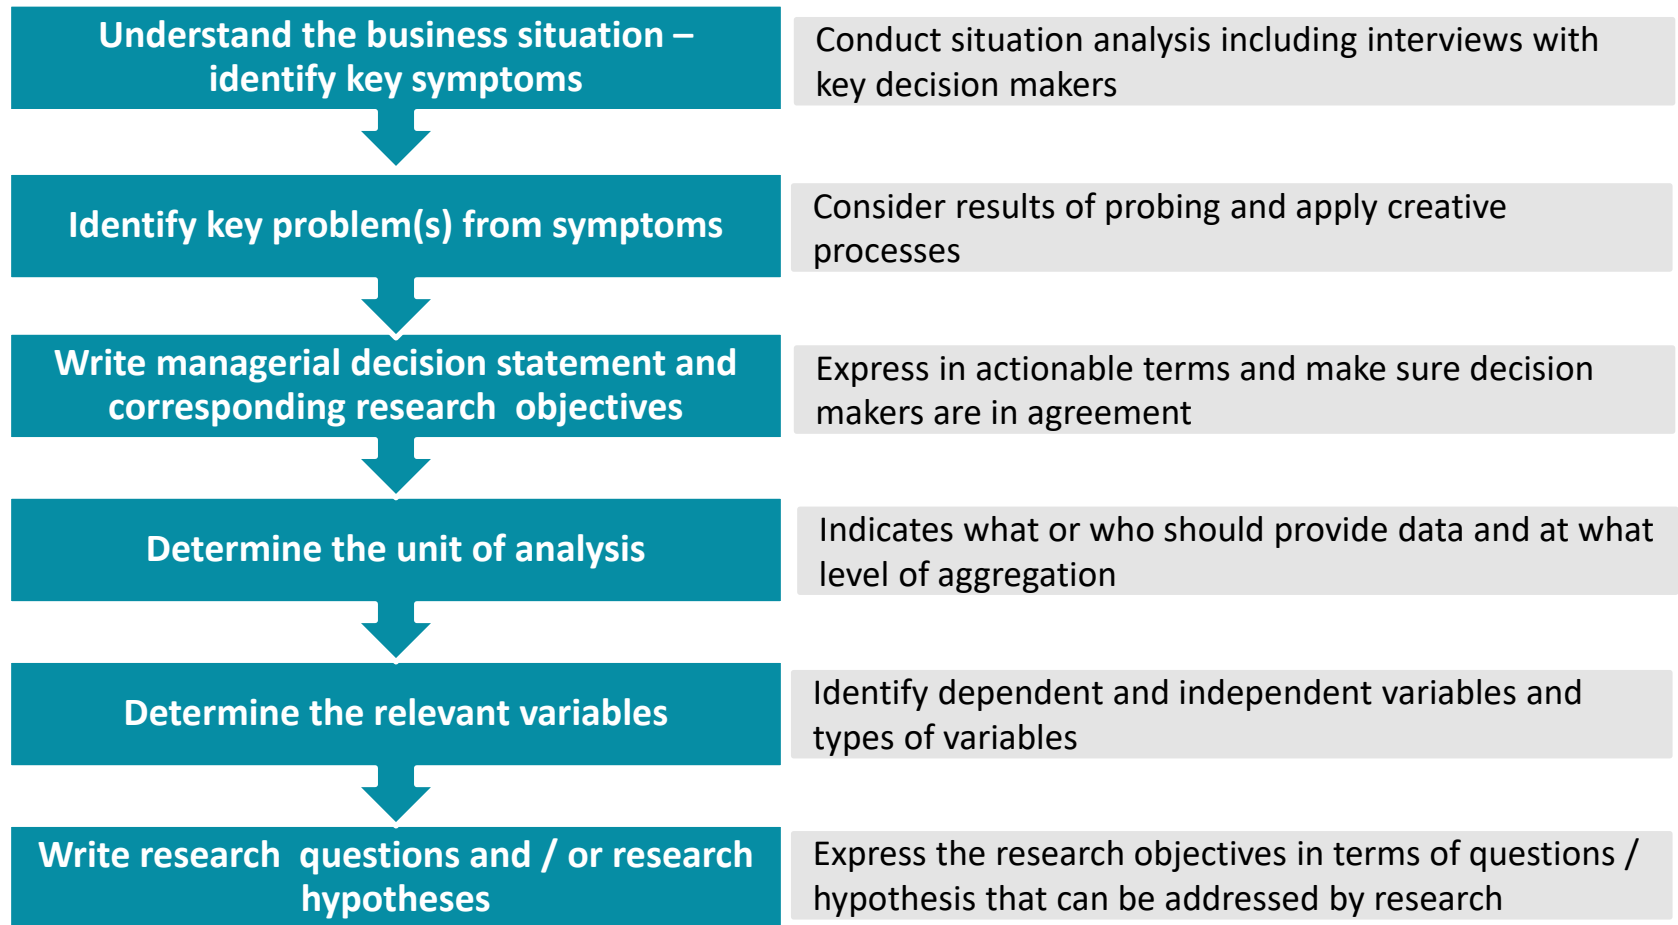 Understand the business situation –
identify key symptoms
Conduct situation analysis including interviews with
key decision makers
Identify key problem(s) from symptoms
Consider results of probing and apply creative
processes
Write managerial decision statement and
corresponding research  objectives
Express in actionable terms and make sure decision
makers are in agreement
Determine the unit of analysis
Indicates what or who should provide data and at what
level of aggregation
Determine the relevant variables
Identify dependent and independent variables and
types of variables
Write research  questions and / or research
hypotheses
Express the research objectives in terms of questions /
hypothesis that can be addressed by research